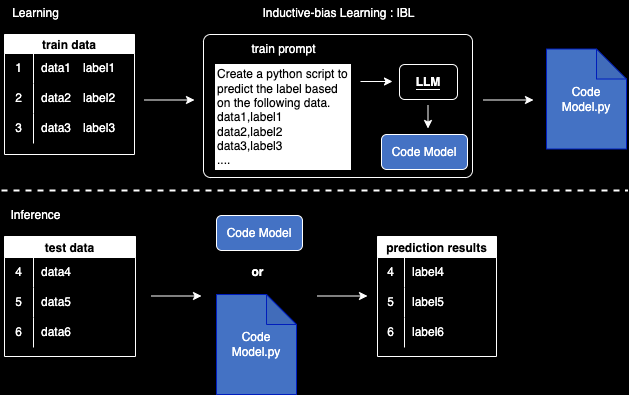 Learning
Inductive-bias Learning : IBL
train data
1 data1 label1
2 data2 label2
3 data3 label3
train prompt
Create a python script to
predict the label based
on the following data.
data1,label1
data2,label2
data3,label3
....
LLM
Code Model
Code
Model.py
Inference
test data
4 data4
5 data5
6 data6
Code Model
or
Code
Model.py
prediction results
4 label4
5 label5
6 label6